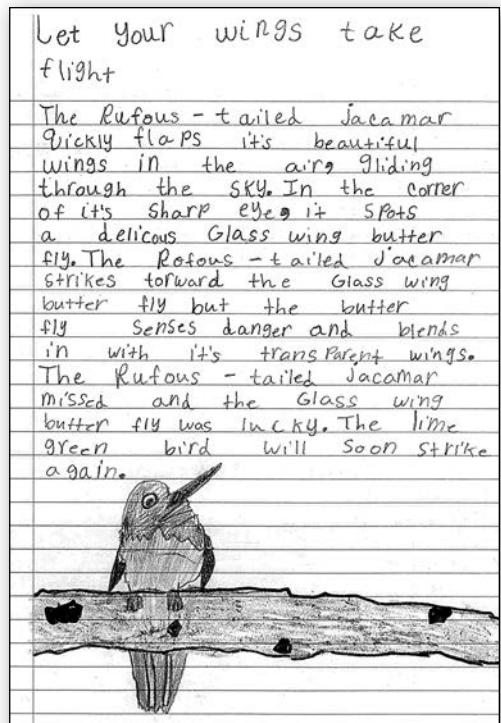 Let your wings take
flight
The Rufous - tailed jacamar
quickly flaps it's beautiful
wings in the air, gliding
through the sky. In the corner
of it's sharp eye, it spots
a delicous Glass wing butter
fly. The Rofous - tailed Jacamar
strikes torward the Glass wing
butter fly but the butter
fly senses danger and blends
in with it's transparent wings.
The Rufous - tailed Jacamar
missed and the Glass wing
butter fly was lucky. The lime
green bird will soon strike
again.